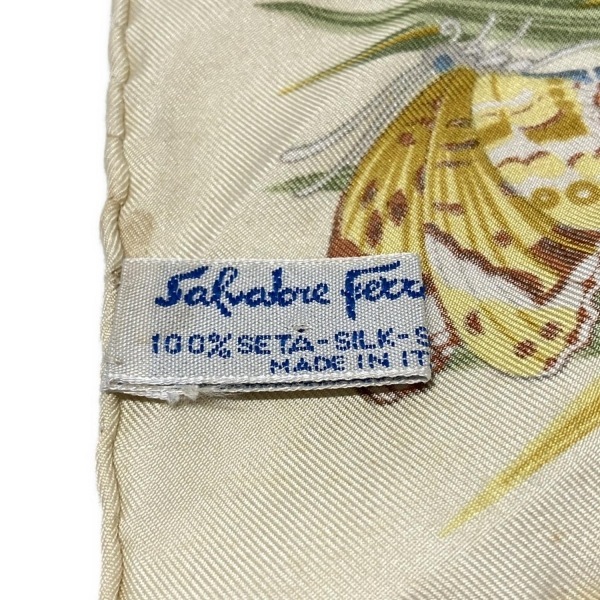 Salvatore Ferr
100% SETA-SILK-S
MADE IN IT